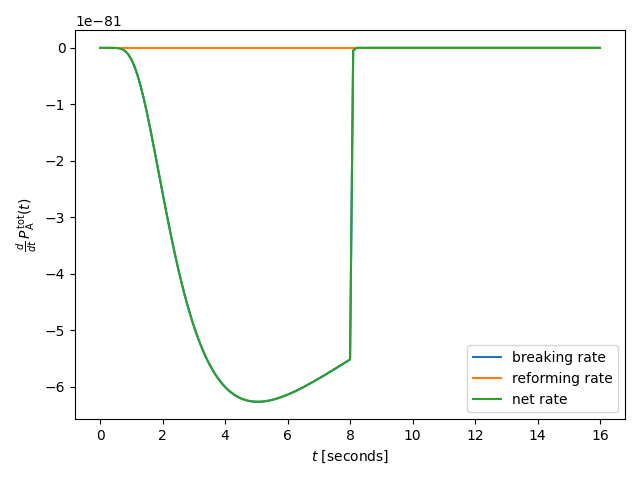 1e−81
0
−1
−2
−3
−4
−5
−6
d/dt P_A^tot(t)
breaking rate
reforming rate
net rate
0 2 4 6 8 10 12 14 16
t [seconds]